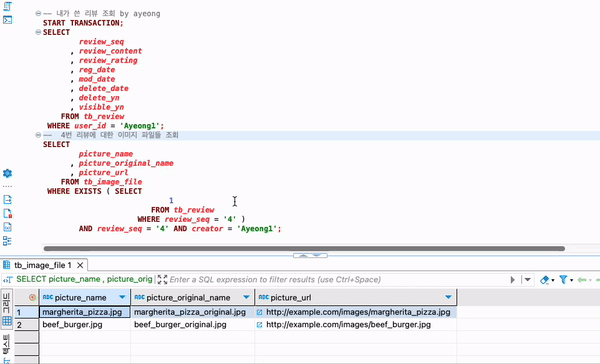 -- 내가 쓴 리뷰 조회 by ayeong
START TRANSACTION;
SELECT
review_seq
, review_content
, review_rating
, reg_date
, mod_date
, delete_date
, delete_yn
, visible_yn
FROM tb_review
WHERE user_id = 'Ayeong1';
-- 4번 리뷰에 대한 이미지 파일들 조회
SELECT
picture_name
, picture_original_name
, picture_url
FROM tb_image_file
WHERE EXISTS ( SELECT
1
FROM tb_review
WHERE review_seq = '4' )
AND review_seq = '4' AND creator = 'Ayeong1';
tb_image_file 1
SELECT picture_name , picture_orig Enter a SQL expression to filter results (use Ctrl+Space)
그리드
ABC picture_name ABC picture_original_name ABC picture_url
1 margherita_pizza.jpg margherita_pizza_original.jpg http://example.com/images/margherita_pizza.jpg
2 beef_burger.jpg beef_burger_original.jpg http://example.com/images/beef_burger.jpg
텍스트